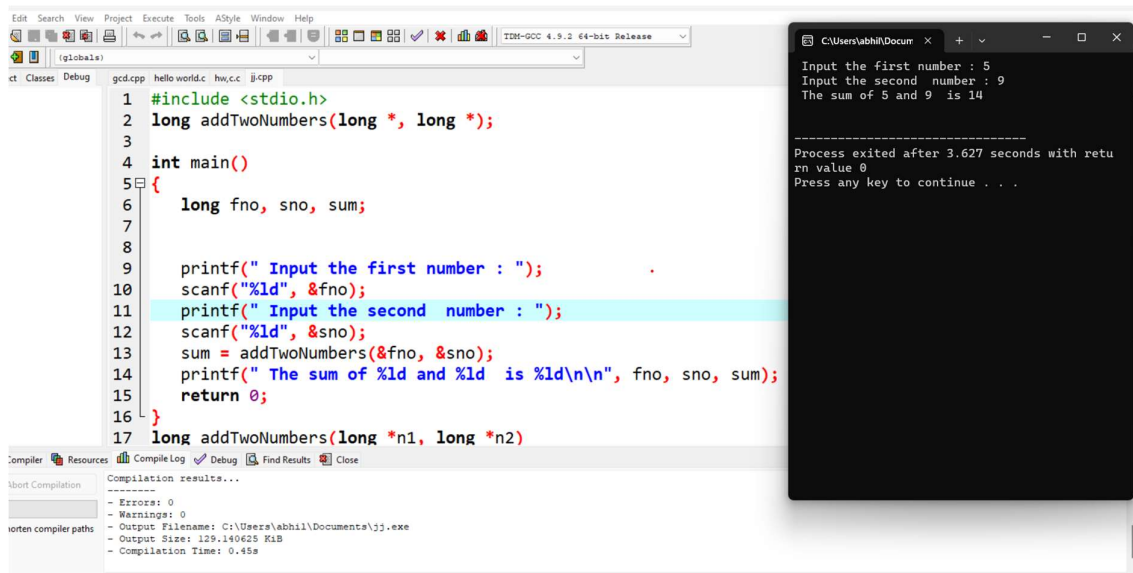 Edit Search View Project Execute Tools AStyle Window Help
TDM-GCC 4.9.2 64-bit Release
(globals)
ct Classes Debug
gcd.cpp hello world.c hw,c.c jj.cpp
1 #include <stdio.h>
2 long addTwoNumbers(long *, long *);
3
4 int main()
5 {
6 long fno, sno, sum;
7
8
9 printf(" Input the first number : ");
10 scanf("%ld", &fno);
11 printf(" Input the second  number : ");
12 scanf("%ld", &sno);
13 sum = addTwoNumbers(&fno, &sno);
14 printf(" The sum of %ld and %ld  is %ld\n\n", fno, sno, sum);
15 return 0;
16 }
17 long addTwoNumbers(long *n1, long *n2)
Compiler Resources Compile Log Debug Find Results Close
Abort Compilation
horten compiler paths
Compilation results...
--------
- Errors: 0
- Warnings: 0
- Output Filename: C:\Users\abhil\Documents\jj.exe
- Output Size: 129.140625 KiB
- Compilation Time: 0.45s
C:\Users\abhil\Docum
Input the first number : 5
Input the second  number : 9
The sum of 5 and 9  is 14
--------------------------------
Process exited after 3.627 seconds with retu
rn value 0
Press any key to continue . . .